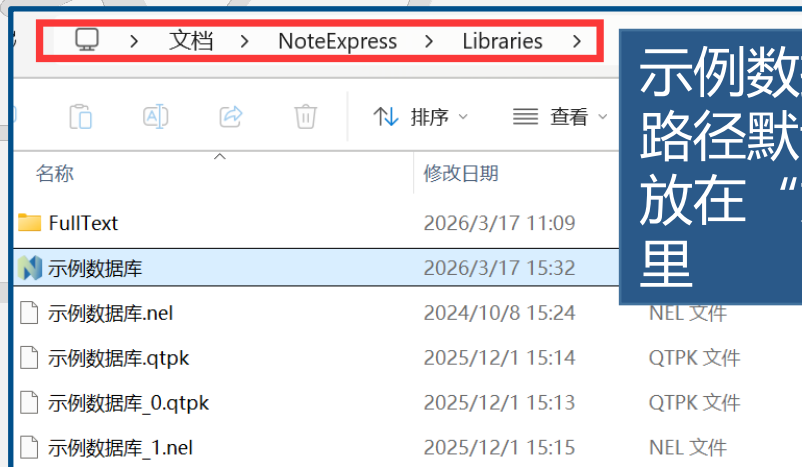 文档 > NoteExpress > Libraries >
排序 查看
名称 修改日期
FullText 2026/3/17 11:09
示例数据库 2026/3/17 15:32
示例数据库.nel 2024/10/8 15:24 NEL 文件
示例数据库.qtpk 2025/12/1 15:14 QTPK 文件
示例数据库_0.qtpk 2025/12/1 15:13 QTPK 文件
示例数据库_1.nel 2025/12/1 15:15 NEL 文件
示例数
路径默
放在“
里